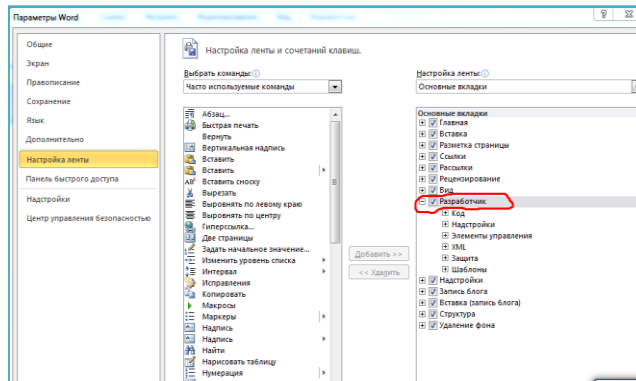 Параметры Word
Общие
Экран
Правописание
Сохранение
Язык
Дополнительно
Настройка ленты
Панель быстрого доступа
Надстройки
Центр управления безопасностью
Настройка ленты и сочетаний клавиш.
Выбрать команды:
Часто используемые команды
Абзац...
Быстрая печать
Вернуть
Вертикальная надпись
Вставить
Вставить
Вставить сноску
Вырезать
Выровнять по левому краю
Выровнять по центру
Гиперссылка...
Две страницы
Задать начальное значение...
Изменить уровень списка
Интервал
Исправления
Копировать
Макросы
Маркеры
Надпись
Надпись
Найти
Нарисовать таблицу
Нумерация
Добавить >>
<< Удалить
Настройка ленты:
Основные вкладки
Основные вкладки
Главная
Вставка
Разметка страницы
Ссылки
Рассылки
Рецензирование
Вид
Разработчик
Код
Надстройки
Элементы управления
XML
Защита
Шаблоны
Надстройки
Запись блога
Вставка (запись блога)
Структура
Удаление фона